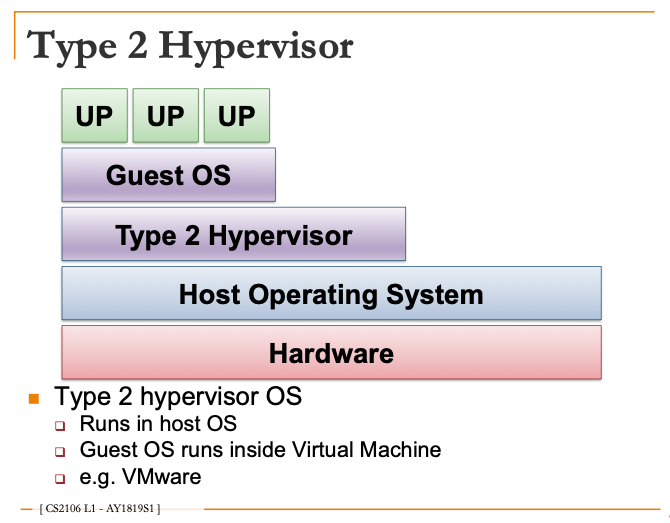 Type 2 Hypervisor
UP UP UP
Guest OS
Type 2 Hypervisor
Host Operating System
Hardware
Type 2 hypervisor OS
Runs in host OS
Guest OS runs inside Virtual Machine
e.g. VMware
[ CS2106 L1 - AY1819S1 ]